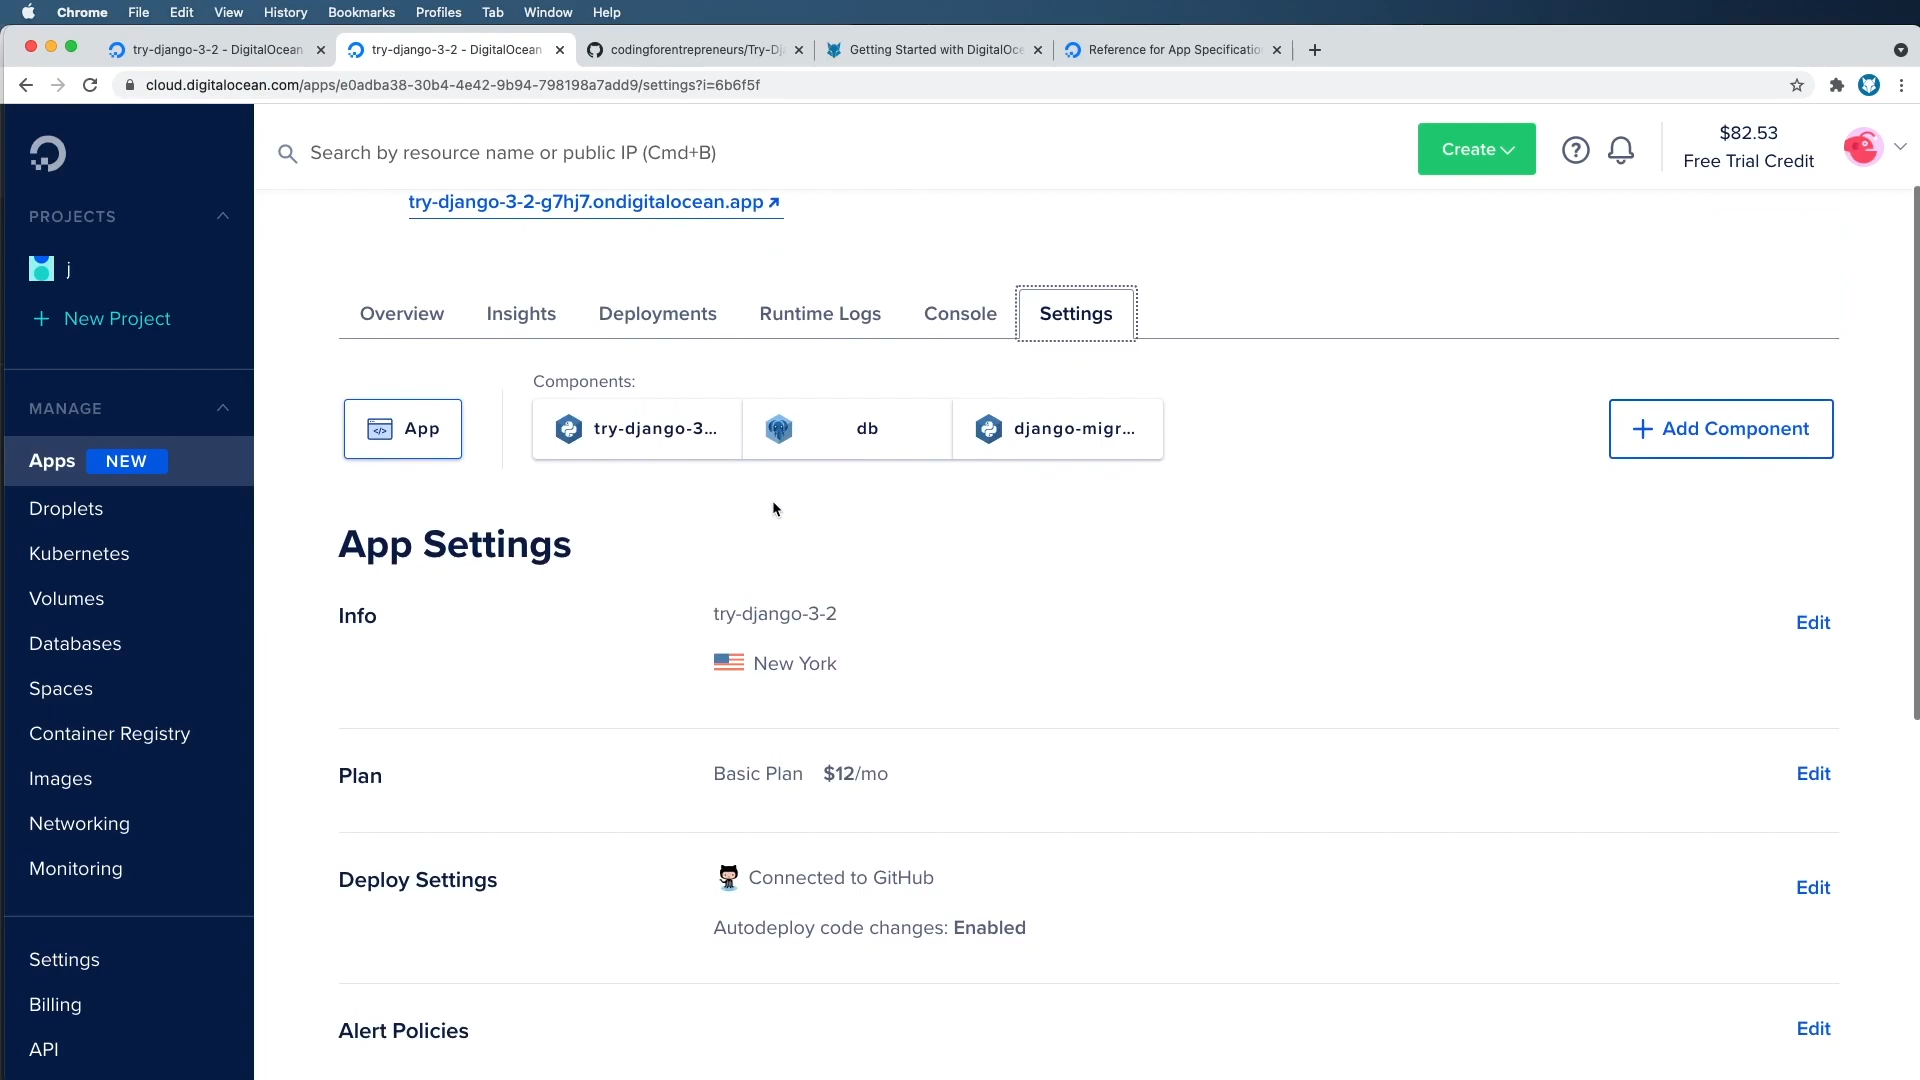 Chrome File Edit View History Bookmarks Profiles Tab Window Help
try-django-3-2 - DigitalOcean
try-django-3-2 - DigitalOcean
codingforentrepreneurs/Try-Dj
Getting Started with DigitalOce
Reference for App Specificatio
cloud.digitalocean.com/apps/e0adba38-30b4-4e42-9b94-798198a7add9/settings?i=6b6f5f
PROJECTS
j
+ New Project
MANAGE
Apps NEW
Droplets
Kubernetes
Volumes
Databases
Spaces
Container Registry
Images
Networking
Monitoring
Settings
Billing
API
Search by resource name or public IP (Cmd+B)
Create
$82.53
Free Trial Credit
try-django-3-2-g7hj7.ondigitalocean.app
Overview Insights Deployments Runtime Logs Console Settings
Components:
App
try-django-3...
db
django-migr...
+ Add Component
App Settings
Info
try-django-3-2
New York
Edit
Plan
Basic Plan $12/mo
Edit
Deploy Settings
Connected to GitHub
Autodeploy code changes: Enabled
Edit
Alert Policies
Edit